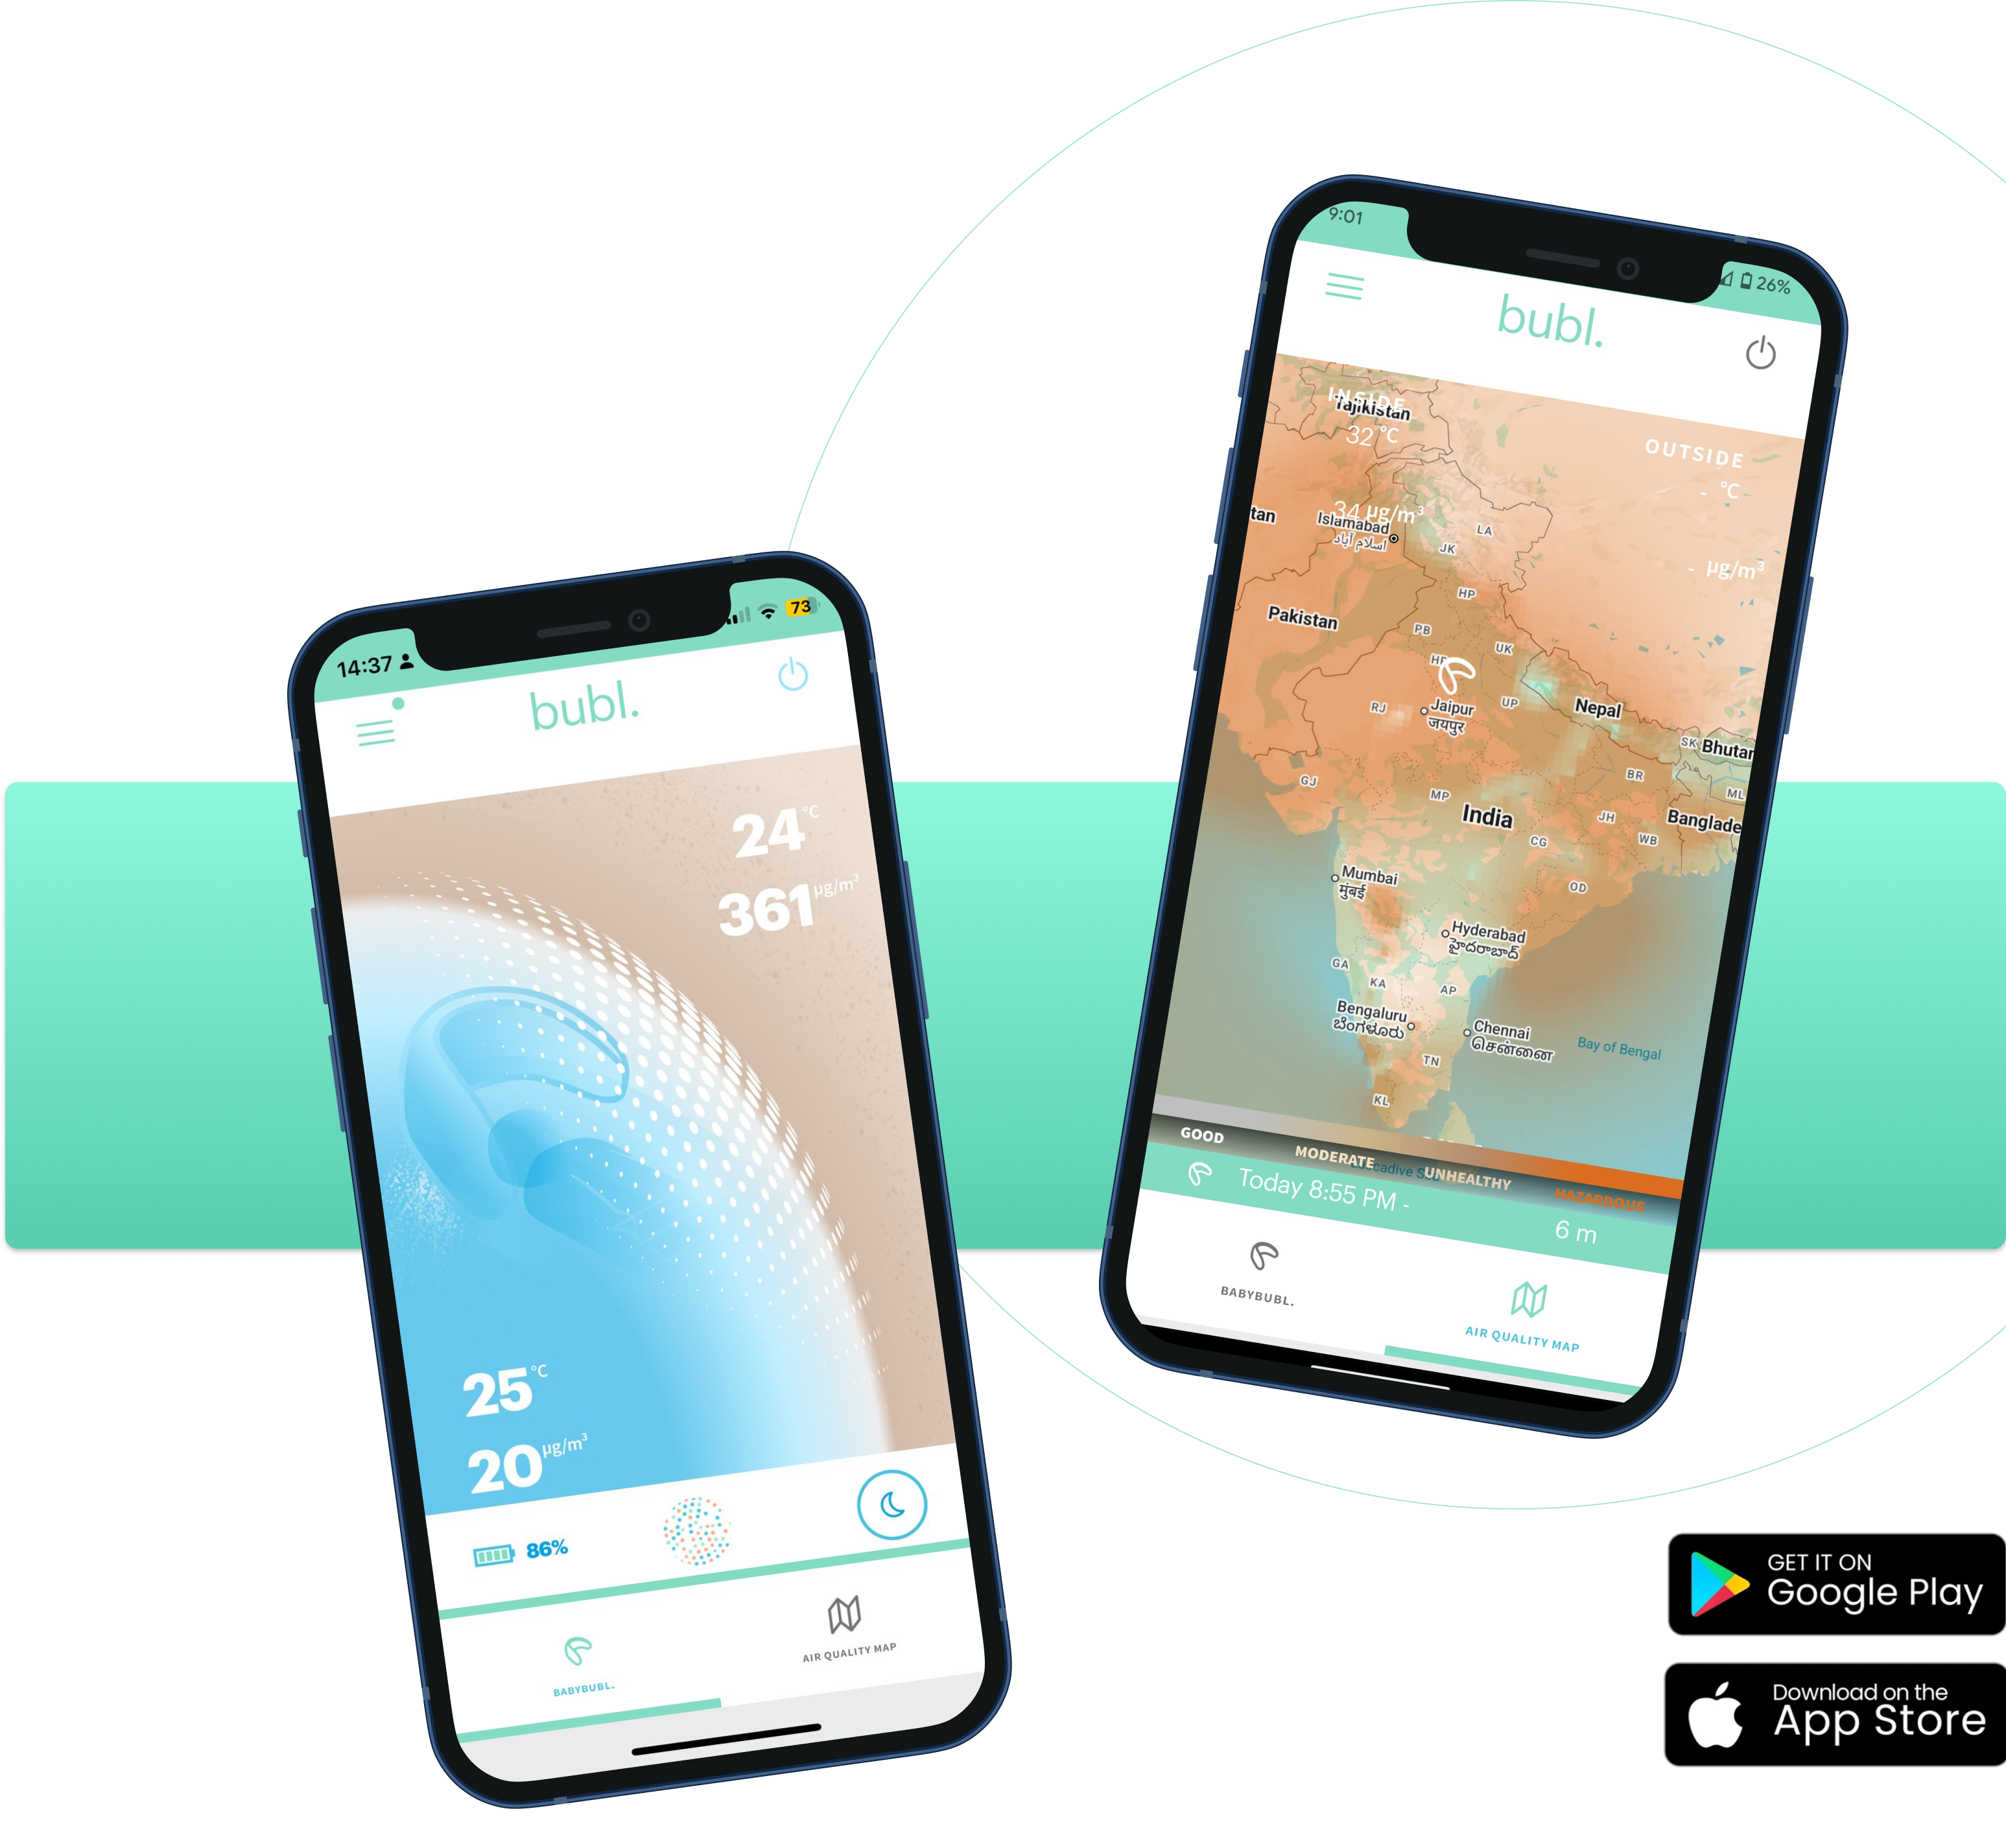 14:37
73
bubl.
24 °C
361 µg/m³
25 °C
20 µg/m³
86%
BABYBUBL.
AIR QUALITY MAP
9:01
26%
bubl.
INSIDE
Tajikistan
32 °C
OUTSIDE
- °C
34 µg/m³
- µg/m³
tan
Islamabad
اسلام آباد
LA
JK
HP
Pakistan
PB
UK
HR
RJ
Jaipur
जयपुर
UP
Nepal
SK
Bhutan
GJ
MP
BR
ML
India
JH
Banglade
CG
WB
Mumbai
मुंबई
OD
Hyderabad
హైదరాబాద్
GA
KA
AP
Bengaluru
ಬೆಂಗಳೂರು
Chennai
சென்னை
Bay of Bengal
TN
KL
GOOD
MODERATE
UNHEALTHY
HAZARDOUS
Today 8:55 PM -
6 m
BABYBUBL.
AIR QUALITY MAP
GET IT ON
Google Play
Download on the
App Store